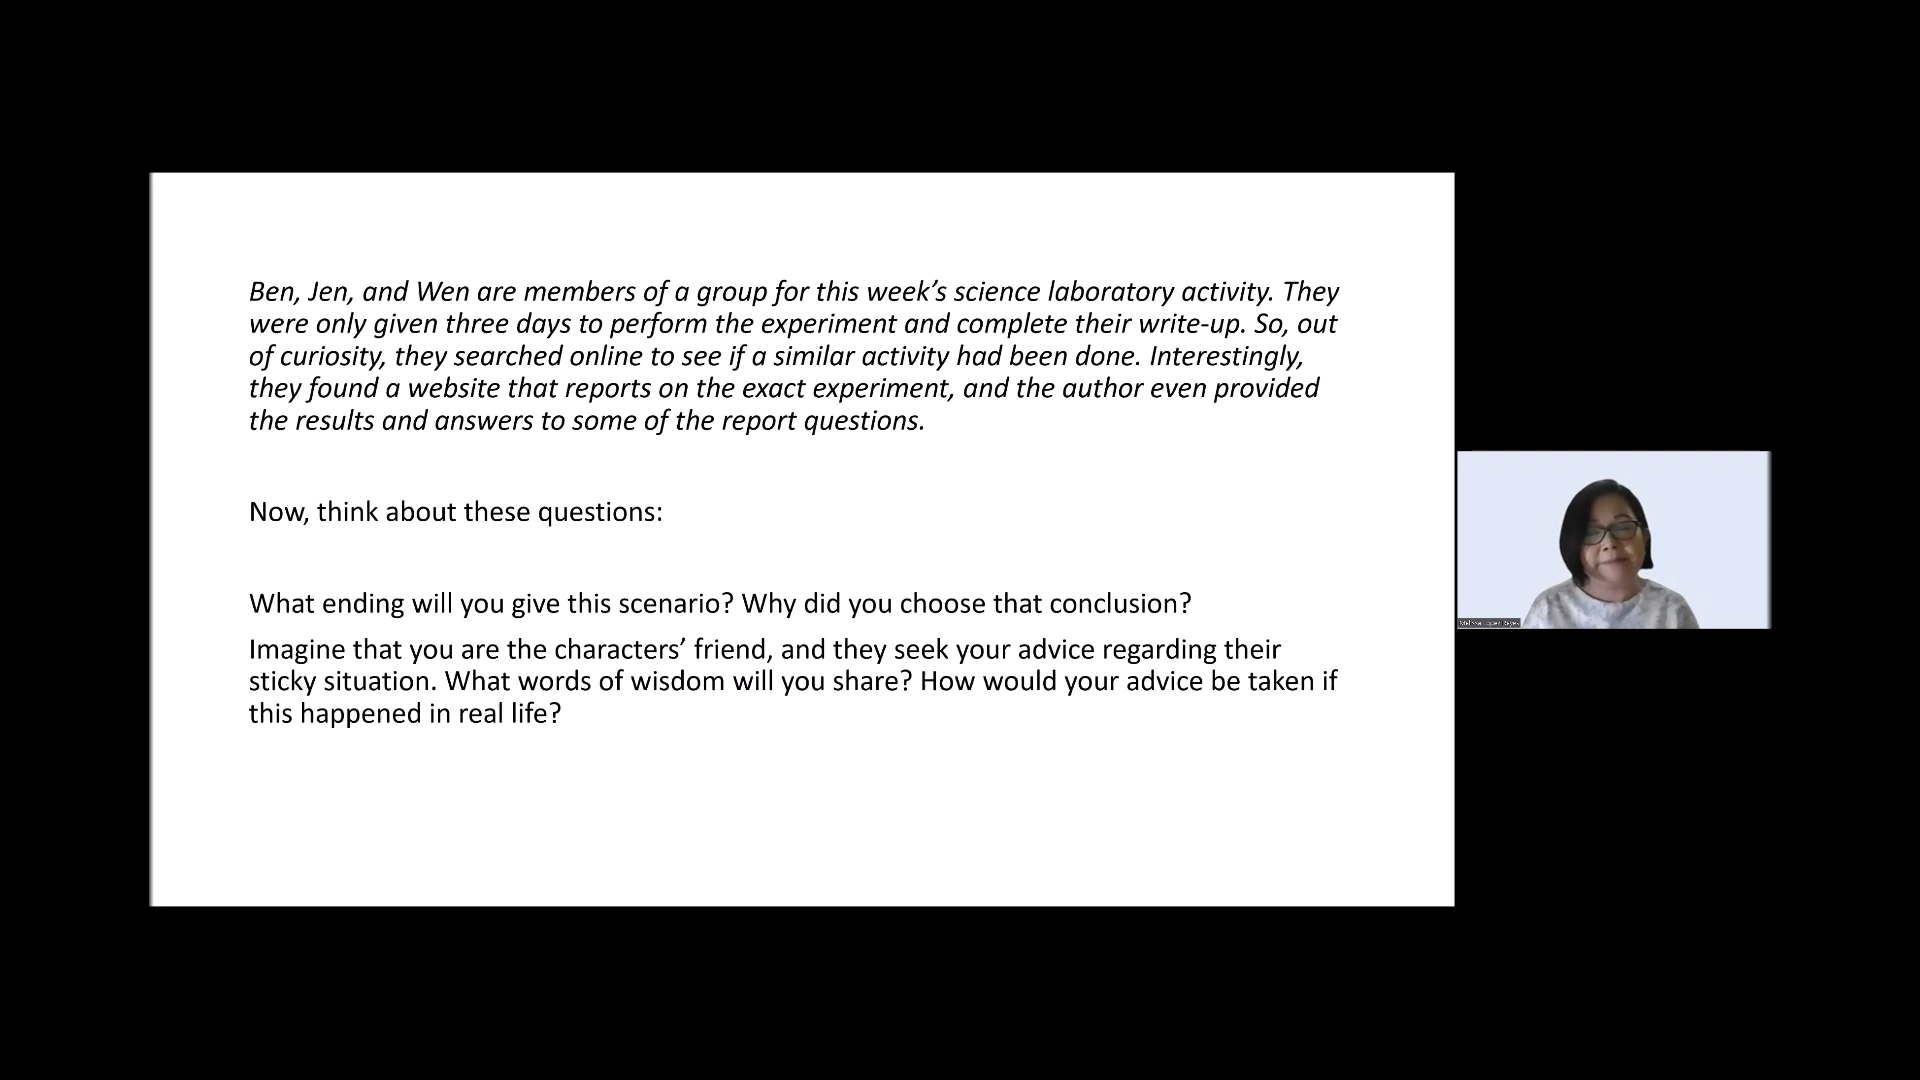 Ben, Jen, and Wen are members of a group for this week’s science laboratory activity. They
were only given three days to perform the experiment and complete their write-up. So, out
of curiosity, they searched online to see if a similar activity had been done. Interestingly,
they found a website that reports on the exact experiment, and the author even provided
the results and answers to some of the report questions.
Now, think about these questions:
What ending will you give this scenario? Why did you choose that conclusion?
Imagine that you are the characters’ friend, and they seek your advice regarding their
sticky situation. What words of wisdom will you share? How would your advice be taken if
this happened in real life?
Melissa Lopez Reyes